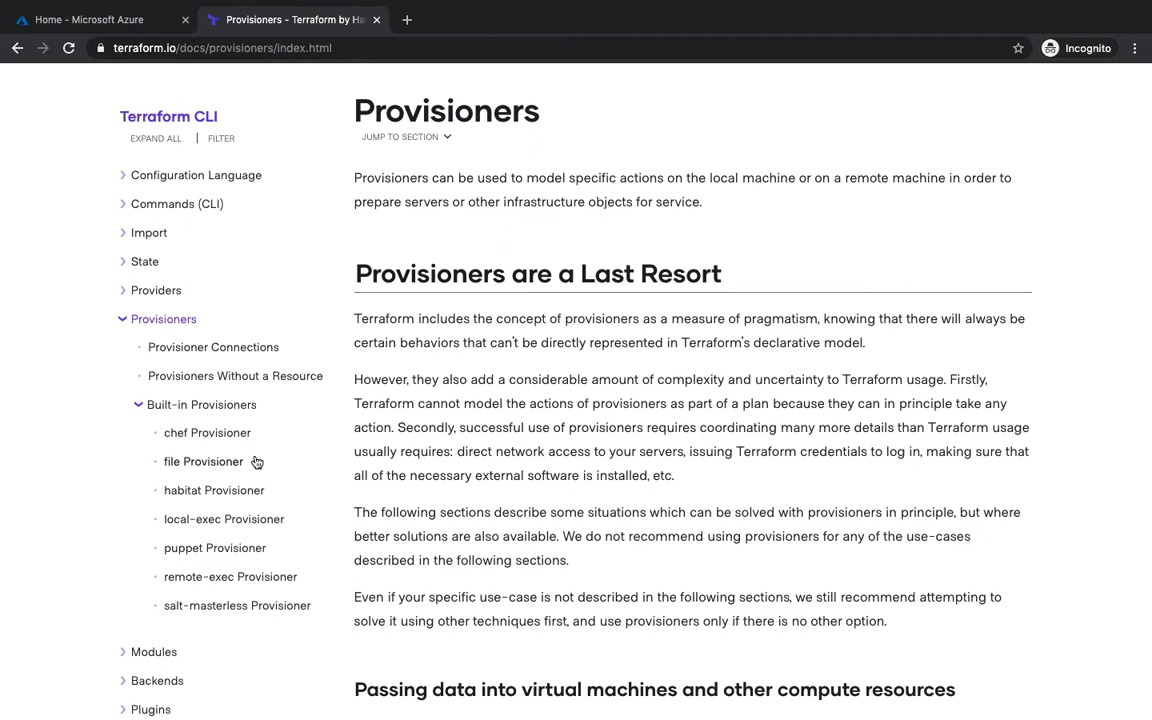 Home - Microsoft Azure
Provisioners - Terraform by Ha
terraform.io/docs/provisioners/index.html
Incognito
Terraform CLI
EXPAND ALL | FILTER
Configuration Language
Commands (CLI)
Import
State
Providers
Provisioners
Provisioner Connections
Provisioners Without a Resource
Built-in Provisioners
chef Provisioner
file Provisioner
habitat Provisioner
local-exec Provisioner
puppet Provisioner
remote-exec Provisioner
salt-masterless Provisioner
Modules
Backends
Plugins
Provisioners
JUMP TO SECTION
Provisioners can be used to model specific actions on the local machine or on a remote machine in order to
prepare servers or other infrastructure objects for service.
Provisioners are a Last Resort
Terraform includes the concept of provisioners as a measure of pragmatism, knowing that there will always be
certain behaviors that can't be directly represented in Terraform's declarative model.
However, they also add a considerable amount of complexity and uncertainty to Terraform usage. Firstly,
Terraform cannot model the actions of provisioners as part of a plan because they can in principle take any
action. Secondly, successful use of provisioners requires coordinating many more details than Terraform usage
usually requires: direct network access to your servers, issuing Terraform credentials to log in, making sure that
all of the necessary external software is installed, etc.
The following sections describe some situations which can be solved with provisioners in principle, but where
better solutions are also available. We do not recommend using provisioners for any of the use-cases
described in the following sections.
Even if your specific use-case is not described in the following sections, we still recommend attempting to
solve it using other techniques first, and use provisioners only if there is no other option.
Passing data into virtual machines and other compute resources